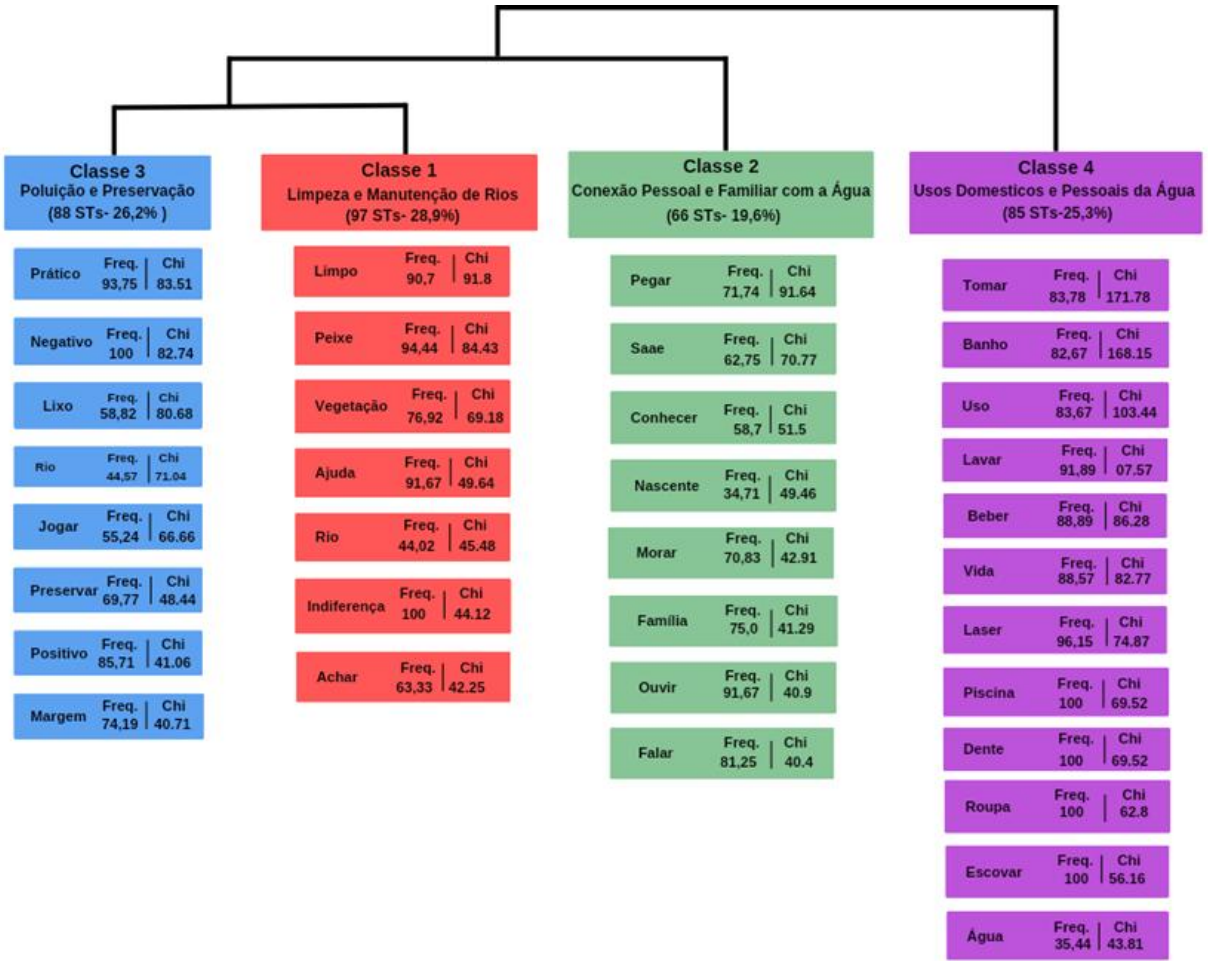 Classe 3
Poluição e Preservação
(88 STs- 26,2% )
Prático Freq. | Chi
93,75 | 83.51
Negativo Freq. | Chi
100 | 82.74
Lixo Freq. | Chi
58,82 | 80.68
Rio Freq. | Chi
44,57 | 71.04
Jogar Freq. | Chi
55,24 | 66.66
Preservar Freq. | Chi
69,77 | 48.44
Positivo Freq. | Chi
85,71 | 41.06
Margem Freq. | Chi
74,19 | 40.71
Classe 1
Limpeza e Manutenção de Rios
(97 STs- 28,9%)
Limpo Freq. | Chi
90,7 | 91.8
Peixe Freq. | Chi
94,44 | 84.43
Vegetação Freq. | Chi
76,92 | 69.18
Ajuda Freq. | Chi
91,67 | 49.64
Rio Freq. | Chi
44,02 | 45.48
Indiferença Freq. | Chi
100 | 44.12
Achar Freq. | Chi
63,33 | 42.25
Classe 2
Conexão Pessoal e Familiar com a Água
(66 STs- 19,6%)
Pegar Freq. | Chi
71,74 | 91.64
Saae Freq. | Chi
62,75 | 70.77
Conhecer Freq. | Chi
58,7 | 51.5
Nascente Freq. | Chi
34,71 | 49.46
Morar Freq. | Chi
70,83 | 42.91
Família Freq. | Chi
75,0 | 41.29
Ouvir Freq. | Chi
91,67 | 40.9
Falar Freq. | Chi
81,25 | 40.4
Classe 4
Usos Domesticos e Pessoais da Água
(85 STs-25,3%)
Tomar Freq. | Chi
83,78 | 171.78
Banho Freq. | Chi
82,67 | 168.15
Uso Freq. | Chi
83,67 | 103.44
Lavar Freq. | Chi
91,89 | 07.57
Beber Freq. | Chi
88,89 | 86.28
Vida Freq. | Chi
88,57 | 82.77
Laser Freq. | Chi
96,15 | 74.87
Piscina Freq. | Chi
100 | 69.52
Dente Freq. | Chi
100 | 69.52
Roupa Freq. | Chi
100 | 62.8
Escovar Freq. | Chi
100 | 56.16
Água Freq. | Chi
35,44 | 43.81